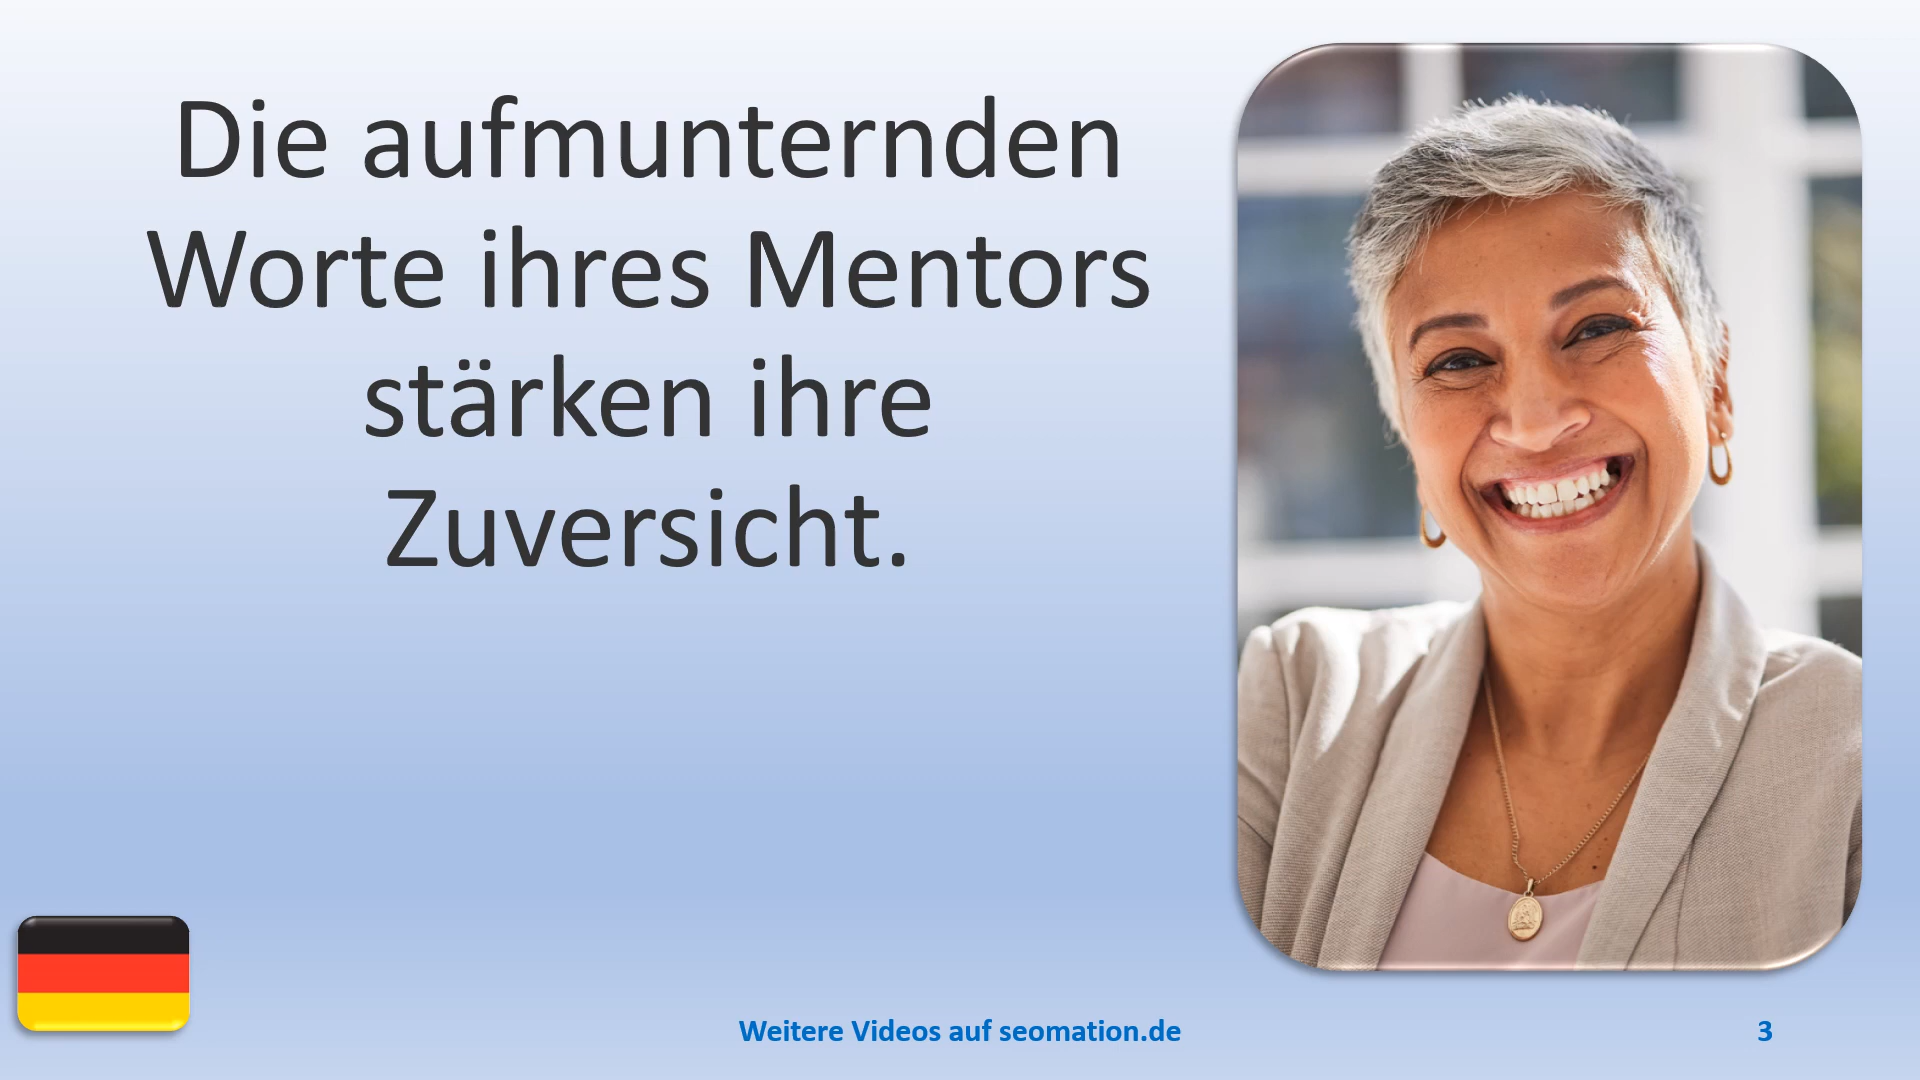 Die aufmunternden
Worte ihres Mentors
stärken ihre
Zuversicht.
Weitere Videos auf seomation.de
3